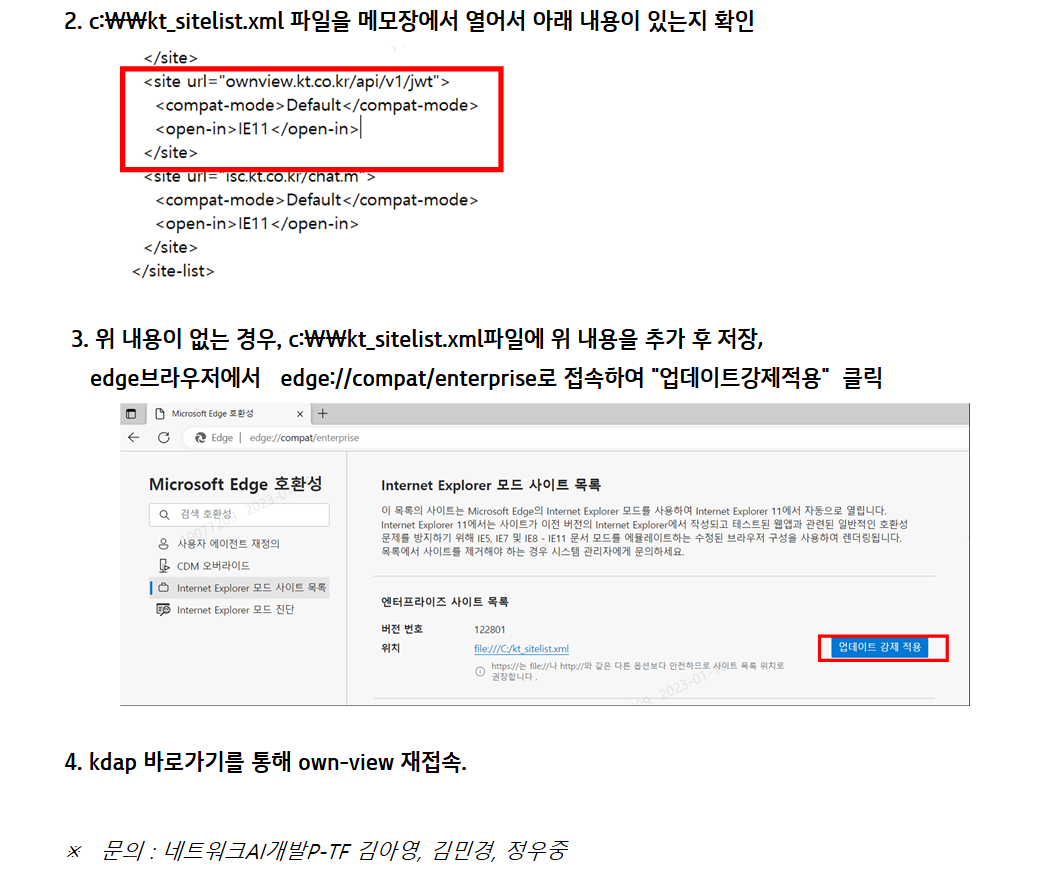 2. c:₩₩kt_sitelist.xml 파일을 메모장에서 열어서 아래 내용이 있는지 확인
</site>
<site url="ownview.kt.co.kr/api/v1/jwt">
<compat-mode>Default</compat-mode>
<open-in>IE11</open-in>
</site>
<site url="isc.kt.co.kr/chat.m">
<compat-mode>Default</compat-mode>
<open-in>IE11</open-in>
</site>
</site-list>
3. 위 내용이 없는 경우, c:₩₩kt_sitelist.xml파일에 위 내용을 추가 후 저장,
edge브라우저에서 edge://compat/enterprise로 접속하여 "업데이트강제적용" 클릭
Microsoft Edge 호환성
Edge | edge://compat/enterprise
Microsoft Edge 호환성
검색 호환성
사용자 에이전트 재정의
CDM 오버라이드
Internet Explorer 모드 사이트 목록
Internet Explorer 모드 진단
Internet Explorer 모드 사이트 목록
이 목록의 사이트는 Microsoft Edge의 Internet Explorer 모드를 사용하여 Internet Explorer 11에서 자동으로 열립니다.
Internet Explorer 11에서는 사이트가 이전 버전의 Internet Explorer에서 작성되고 테스트된 웹앱과 관련된 일반적인 호환성
문제를 방지하기 위해 IE5, IE7 및 IE8 - IE11 문서 모드를 에뮬레이트하는 수정된 브라우저 구성을 사용하여 렌더링됩니다.
목록에서 사이트를 제거해야 하는 경우 시스템 관리자에게 문의하세요.
엔터프라이즈 사이트 목록
버전 번호 122801
위치 file:///C:/kt_sitelist.xml
업데이트 강제 적용
https://는 file://나 http://와 같은 다른 옵션보다 안전하므로 사이트 목록 위치로
권장합니다 .
4. kdap 바로가기를 통해 own-view 재접속.
※ 문의 : 네트워크AI개발P-TF 김아영, 김민경, 정우중